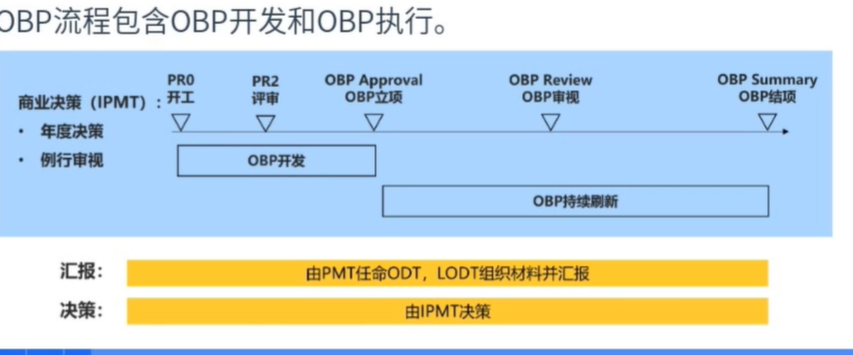 OBP流程包含OBP开发和OBP执行。
PR0
开工
PR2
评审
OBP Approval
OBP立项
OBP Review
OBP审视
OBP Summary
OBP结项
商业决策（IPMT）：
• 年度决策
• 例行审视
OBP开发
OBP持续刷新
汇报：
由PMT任命ODT，LODT组织材料并汇报
决策：
由IPMT决策